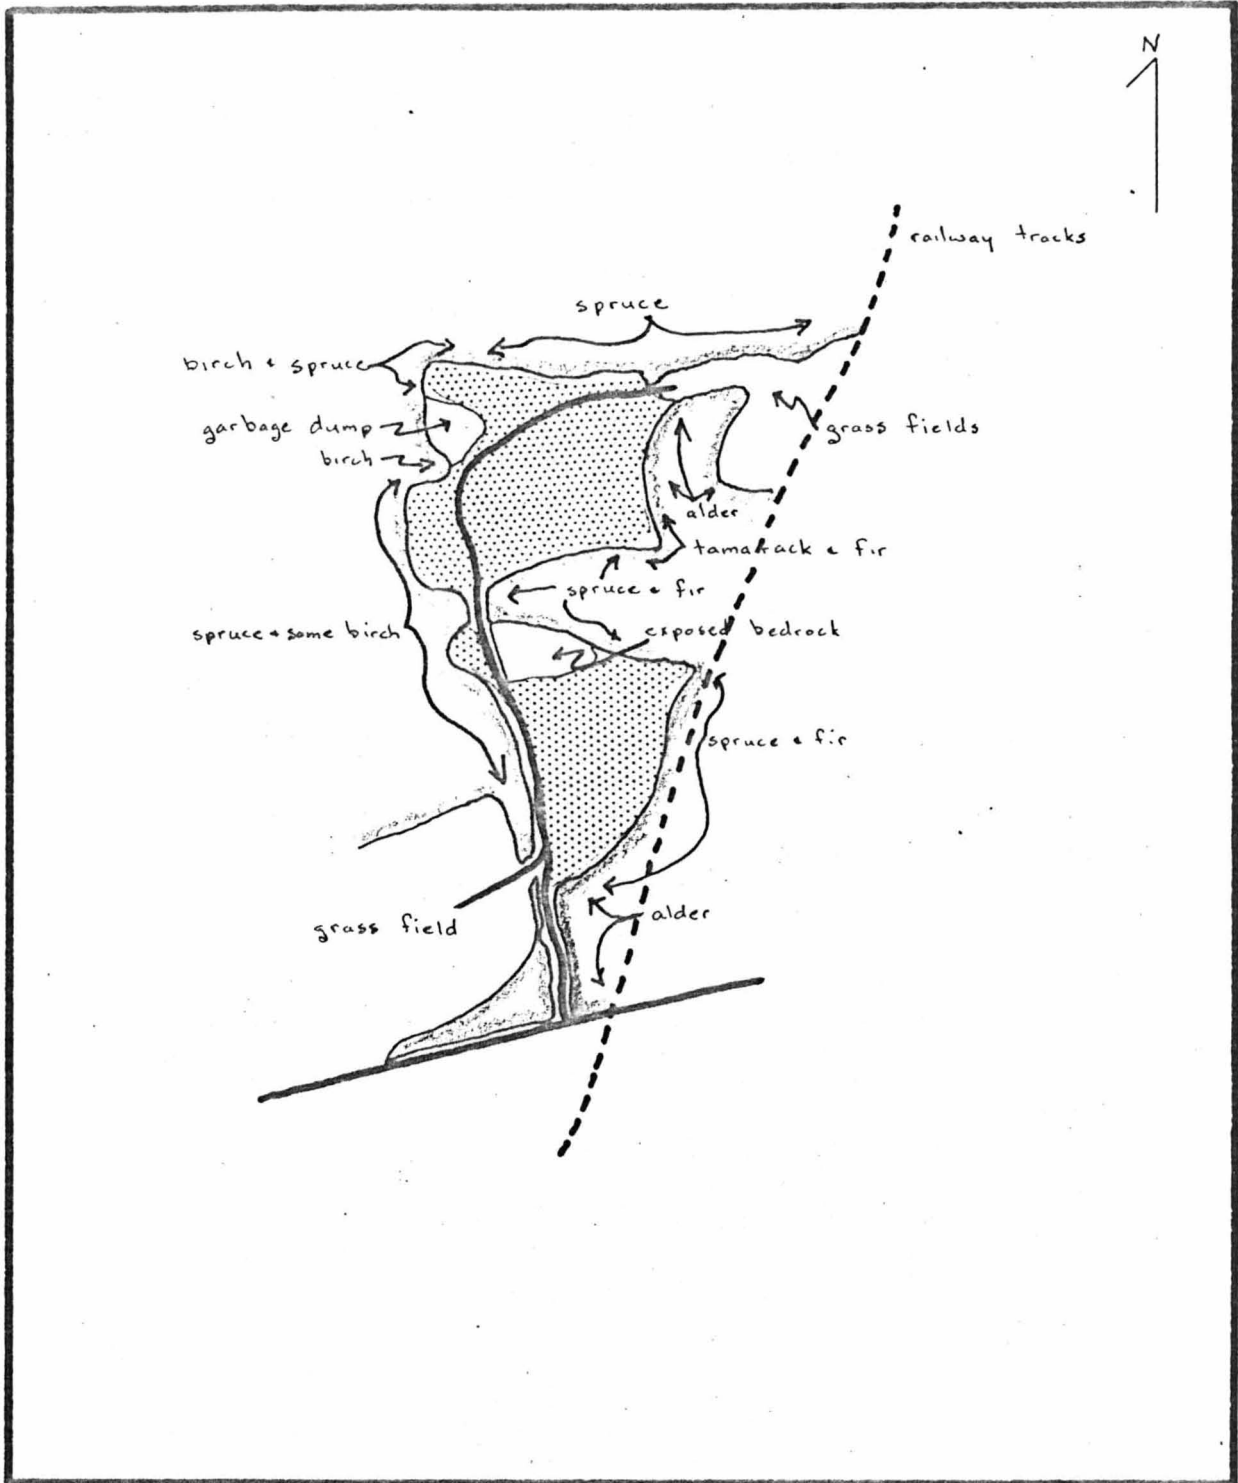 N
railway tracks
spruce
birch & spruce
garbage dump
grass fields
birch
alder
tamarack & fir
spruce & fir
spruce & some birch
exposed bedrock
spruce & fir
alder
grass field